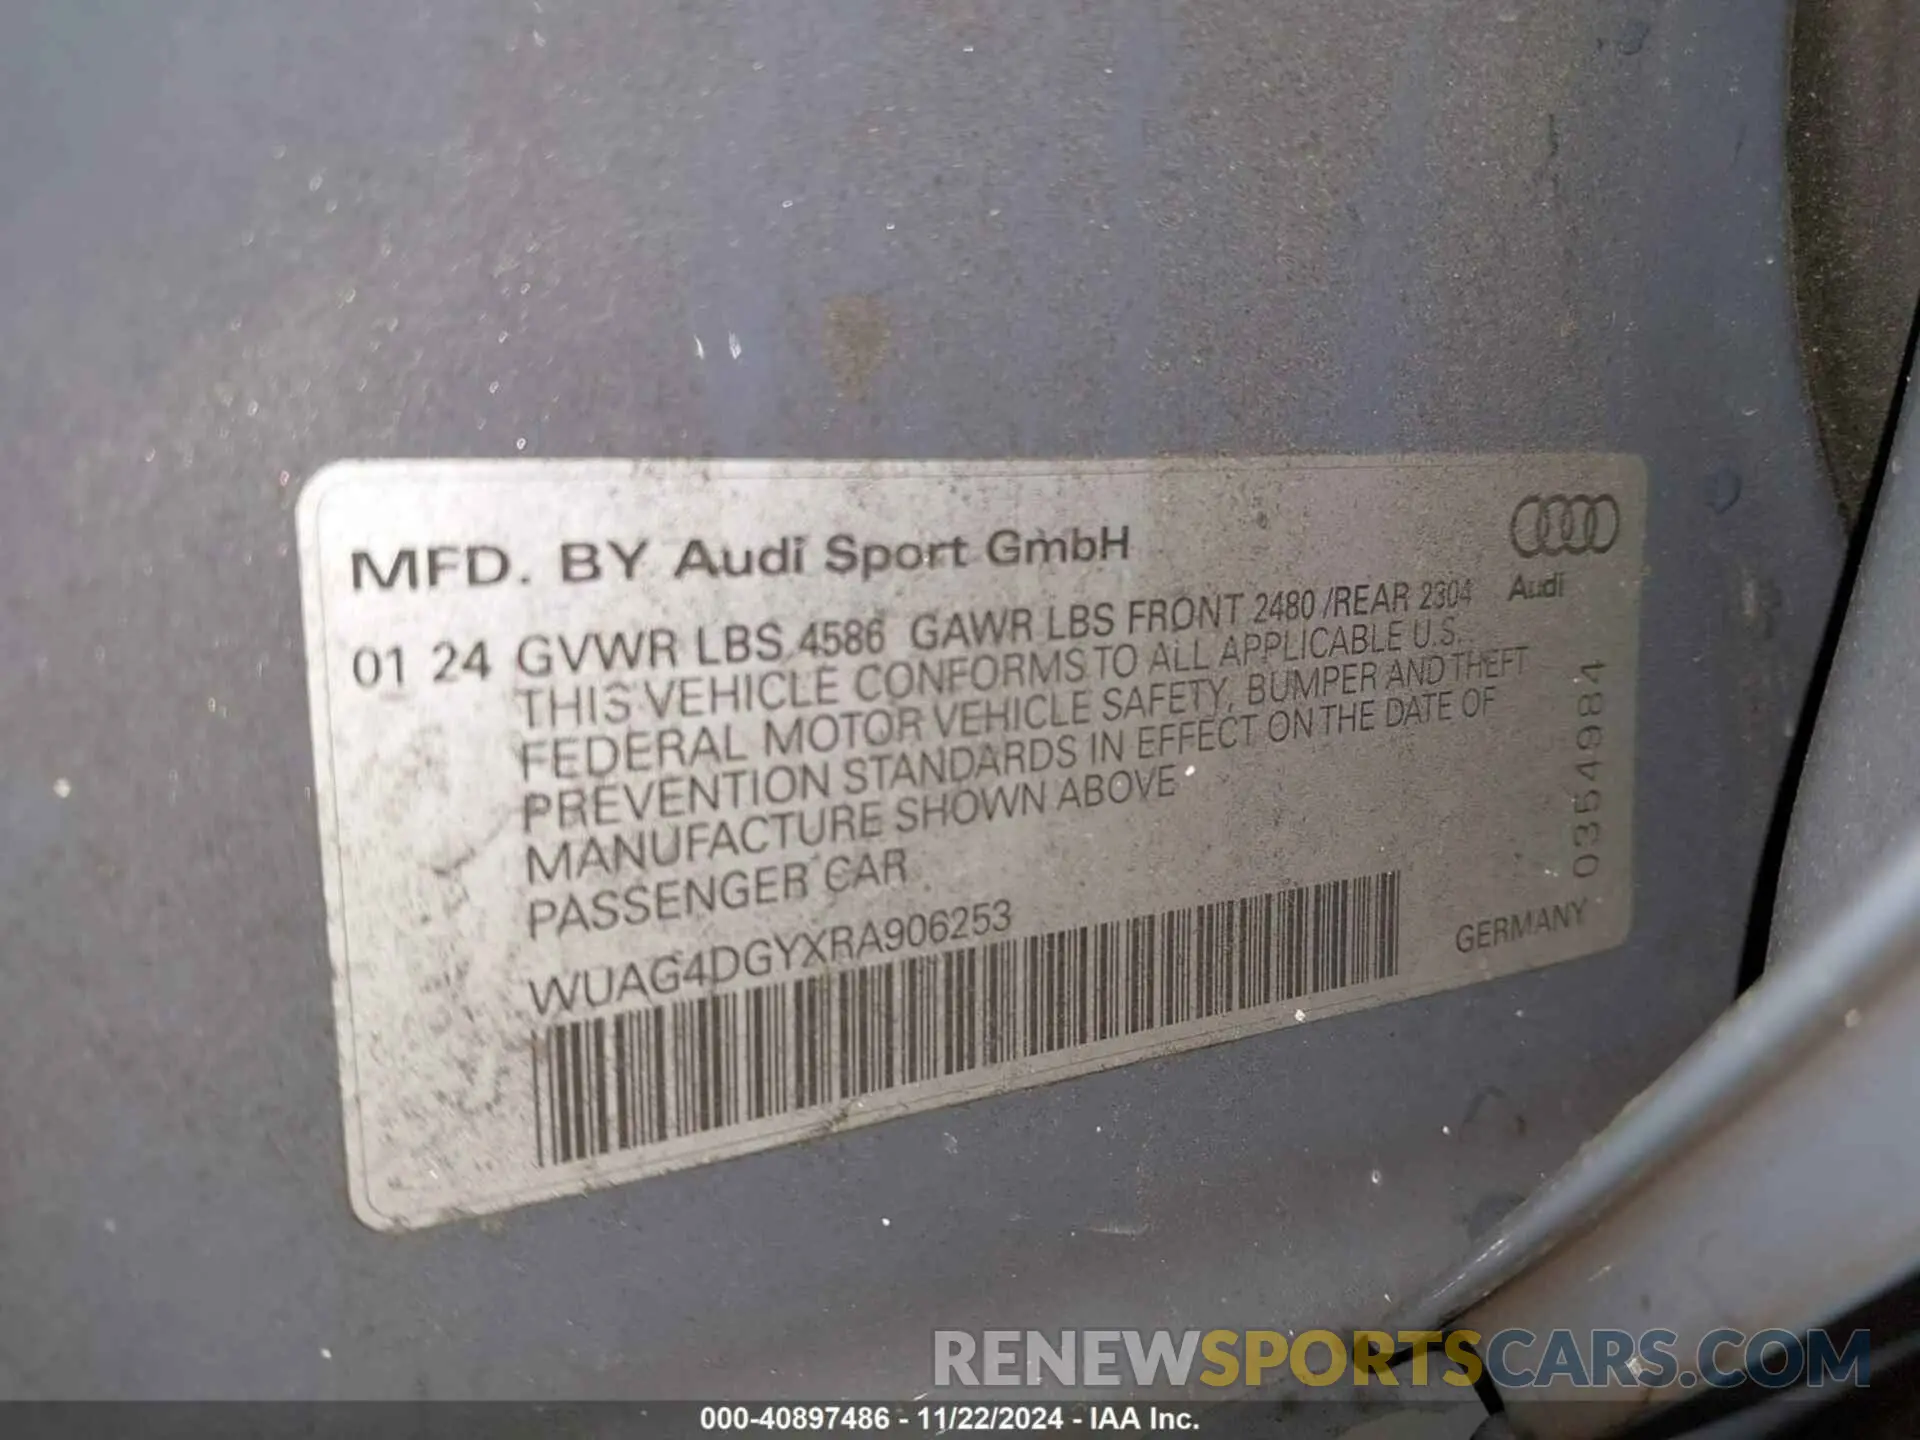 MFD. BY Audi Sport GmbH
Audi
01 24 GVWR LBS 4586 GAWR LBS FRONT 2480 /REAR 2304
THIS VEHICLE CONFORMS TO ALL APPLICABLE U.S.
FEDERAL MOTOR VEHICLE SAFETY, BUMPER AND THEFT
PREVENTION STANDARDS IN EFFECT ON THE DATE OF
MANUFACTURE SHOWN ABOVE
PASSENGER CAR
WUAG4DGYXRA906253
GERMANY
0354984
RENEWSPORTSCARS.COM
000-40897486 - 11/22/2024 - IAA Inc.